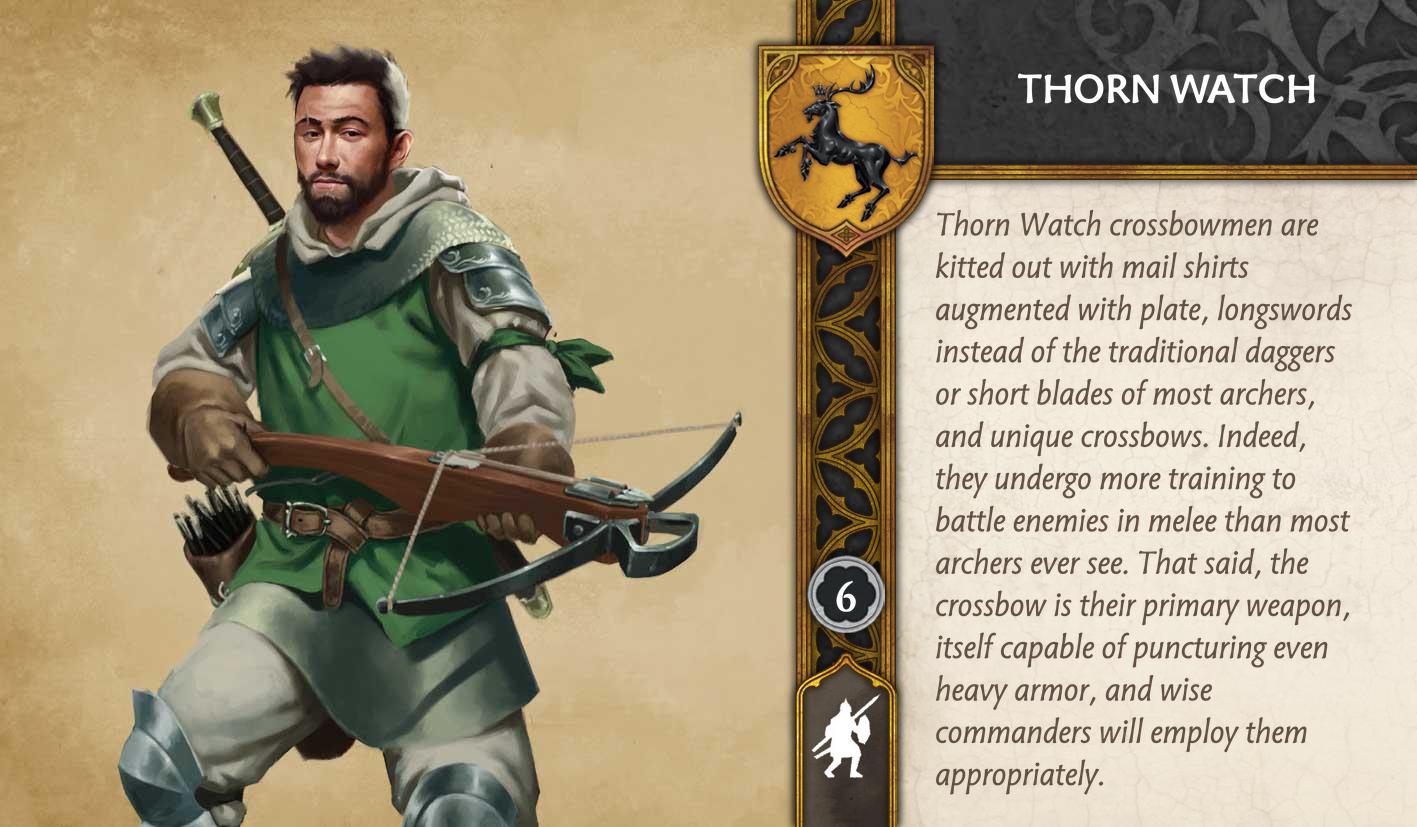 THORN WATCH
Thorn Watch crossbowmen are
kitted out with mail shirts
augmented with plate, longswords
instead of the traditional daggers
or short blades of most archers,
and unique crossbows. Indeed,
they undergo more training to
battle enemies in melee than most
archers ever see. That said, the
crossbow is their primary weapon,
itself capable of puncturing even
heavy armor, and wise
commanders will employ them
appropriately.
6